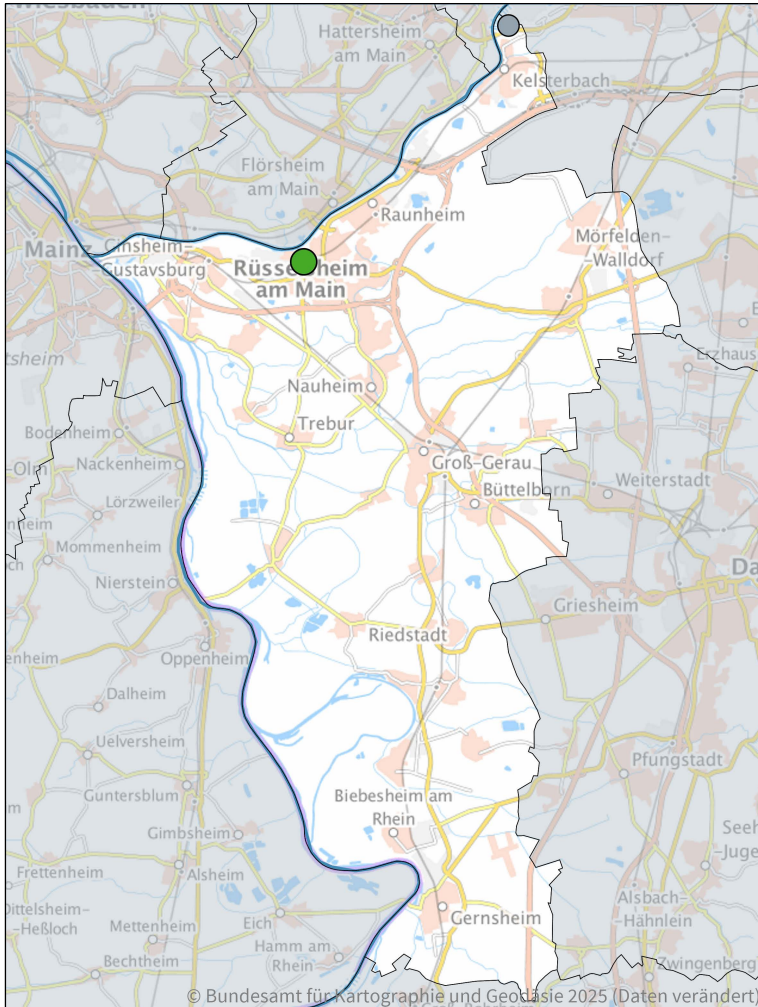 Wiesbaden
Hattersheim
am Main
Kelsterbach
Flörsheim
am Main
Raunheim
Mörfelden-
-Walldorf
Mainz
Ginsheim-
-Gustavsburg
Rüsselsheim
am Main
Nauheim
Trebur
Bodenheim
Nackenheim
Groß-Gerau
Büttelborn
Weiterstadt
Lörzweiler
Mommenheim
Nierstein
Griesheim
Riedstadt
Oppenheim
Dalheim
Uelversheim
Pfungstadt
Guntersblum
Biebesheim am
Rhein
Gimbsheim
Alsheim
Frettenheim
Gernsheim
Alsbach-
-Hähnlein
Eich
Mettenheim
Hamm am
Rhein
Bechtheim
Zwingenberg
© Bundesamt für Kartographie und Geodäsie 2025 (Daten verändert)